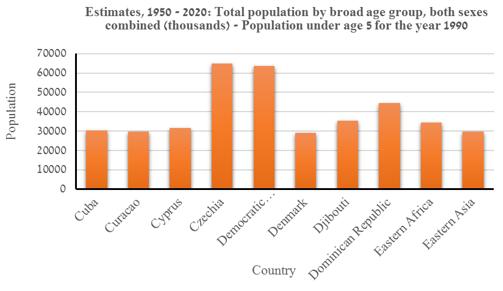 Estimates, 1950 - 2020: Total population by broad age group, both sexes
combined (thousands) - Population under age 5 for the year 1990
Population
70000
60000
50000
40000
30000
20000
10000
0
Cuba
Curacao
Cyprus
Czechia
Democratic...
Denmark
Djibouti
Dominican Republic
Eastern Africa
Eastern Asia
Country